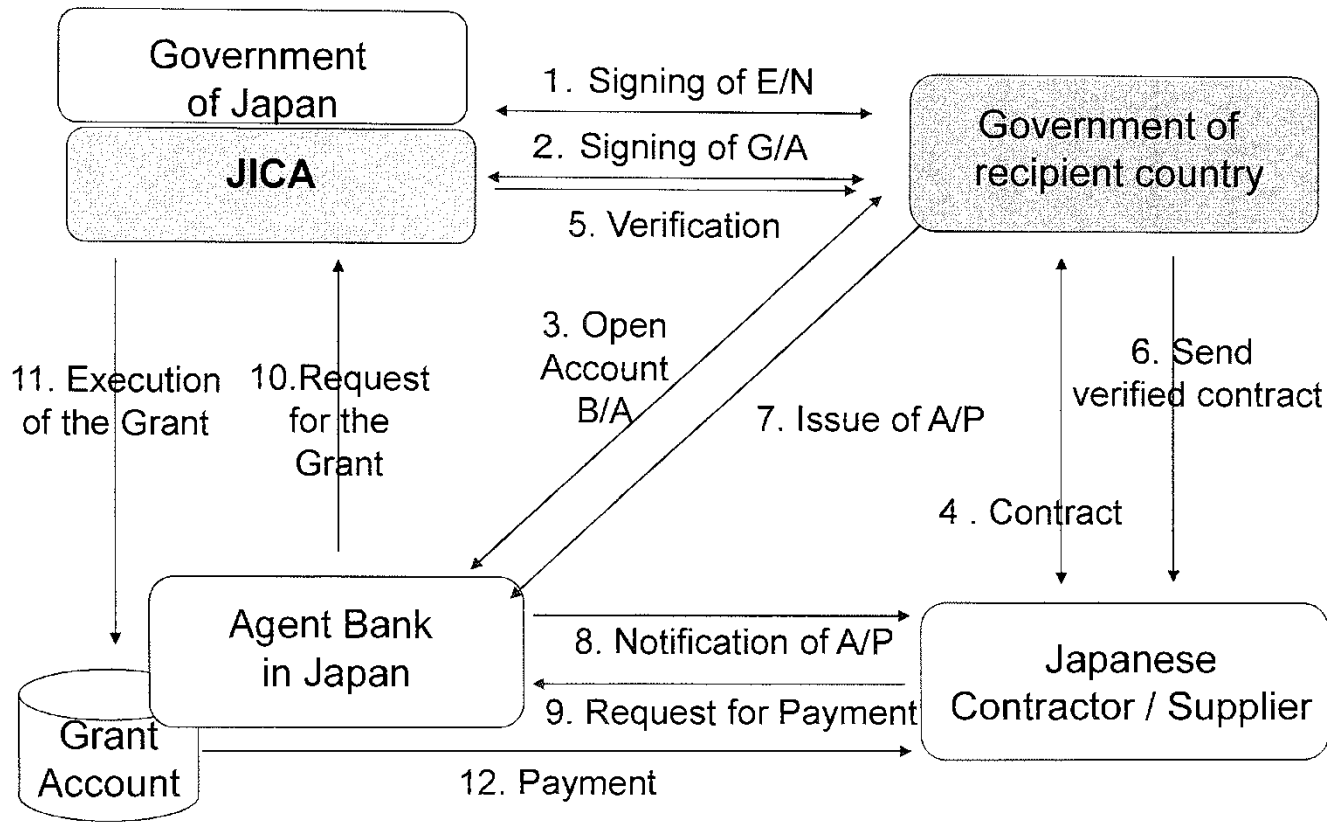 Government
of Japan
JICA
1. Signing of E/N
2. Signing of G/A
5. Verification
Government of
recipient country
3. Open
Account
B/A
6. Send
verified contract
11. Execution
of the Grant
10.Request
for the
Grant
7. Issue of A/P
4 . Contract
Agent Bank
in Japan
8. Notification of A/P
9. Request for Payment
Japanese
Contractor / Supplier
Grant
Account
12. Payment